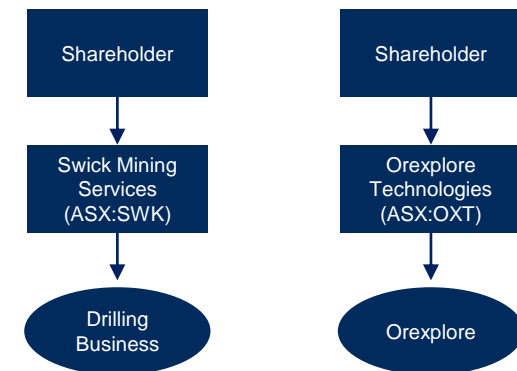 Shareholder
Shareholder
Swick Mining
Services
(ASX:SWK)
Orexplore
Technologies
(ASX:OXT)
Drilling
Business
Orexplore